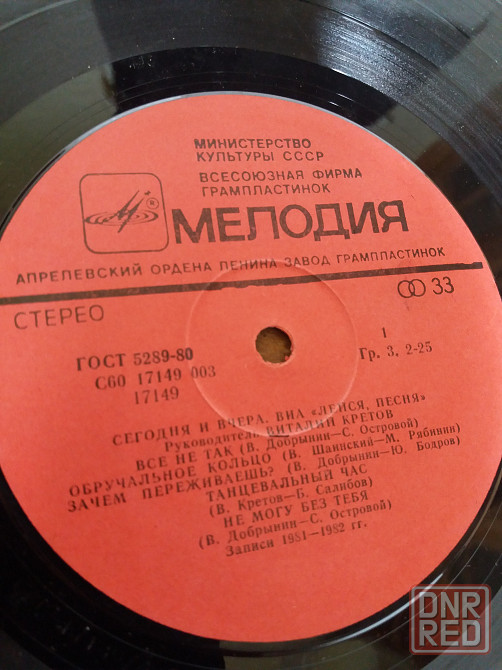 МИНИСТЕРСТВО
КУЛЬТУРЫ СССР
ВСЕСОЮЗНАЯ ФИРМА
ГРАМПЛАСТИНОК
МЕЛОДИЯ
АПРЕЛЕВСКИЙ ОРДЕНА ЛЕНИНА ЗАВОД ГРАМПЛАСТИНОК
СТЕРЕО
33
ГОСТ 5289-80
С60 17149 003
17149
1
Гр. 3. 2-25
СЕГОДНЯ И ВЧЕРА. ВИА «ЛЕЙСЯ, ПЕСНЯ»
Руководитель ВИТАЛИЙ КРЕТОВ
ВСЕ НЕ ТАК (В. Добрынин—С. Островой)
ОБРУЧАЛЬНОЕ КОЛЬЦО (В. Шаинский—М. Рябинин)
ЗАЧЕМ ПЕРЕЖИВАЕШЬ? (В. Добрынин—Ю. Бодров)
ТАНЦЕВАЛЬНЫЙ ЧАС
(В. Кретов—Б. Салибов)
НЕ МОГУ БЕЗ ТЕБЯ
(В. Добрынин—С. Островой)
Записи 1981—1982 гг.
DNR
RED